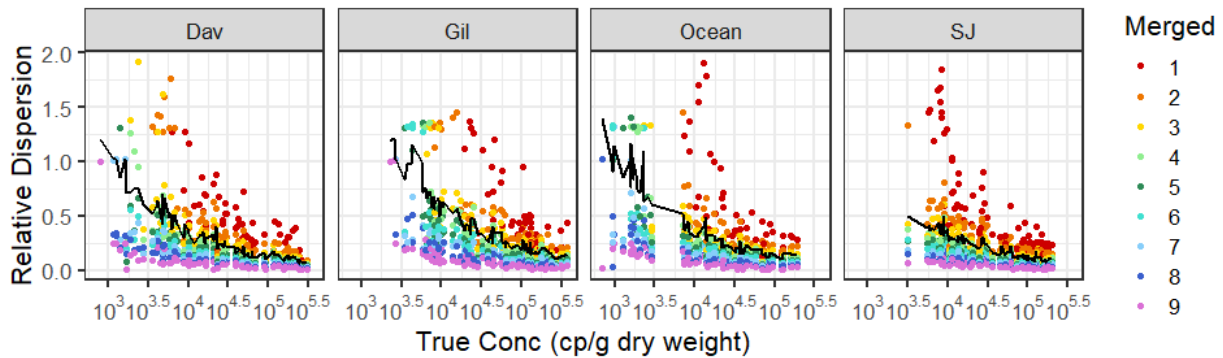 Dav Gil Ocean SJ
Relative Dispersion
2.0
1.5
1.0
0.5
0.0
10^3 10^3.5 10^4 10^4.5 10^5 10^5.5 10^3 10^3.5 10^4 10^4.5 10^5 10^5.5 10^3 10^3.5 10^4 10^4.5 10^5 10^5.5 10^3 10^3.5 10^4 10^4.5 10^5 10^5.5
True Conc (cp/g dry weight)
Merged
1
2
3
4
5
6
7
8
9